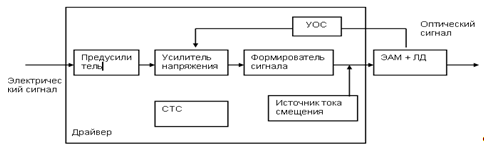 УОС
Оптический
сигнал
Электричес
кий сигнал
Предусили
тель
Усилитель
напряжения
Формирователь
сигнала
ЭАМ + ЛД
СТС
Источник тока
смещения
Драйвер